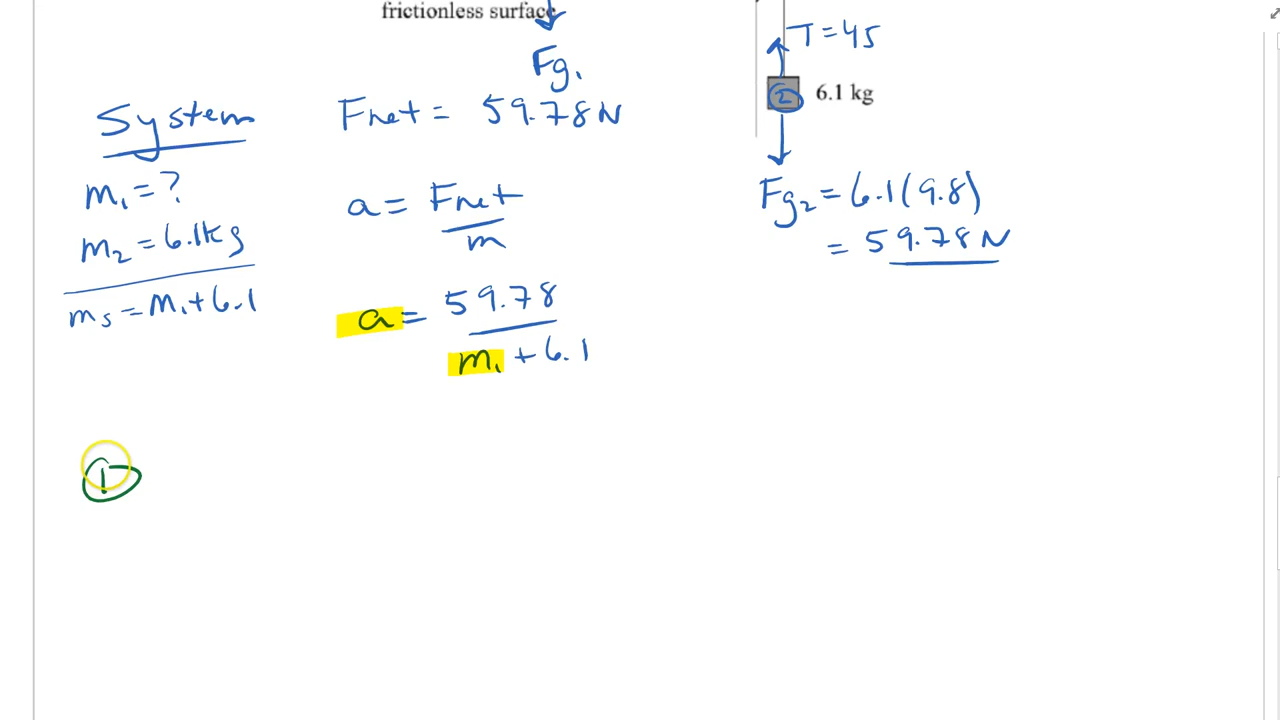 frictionless surface
Fg₁
T = 45
2
6.1 kg
System
Fnet = 59.78 N
m₁ = ?
a = Fnet / m
Fg₂ = 6.1(9.8)
= 59.78 N
m₂ = 6.1kg
ms = m₁ + 6.1
a = 59.78 / m₁ + 6.1
1